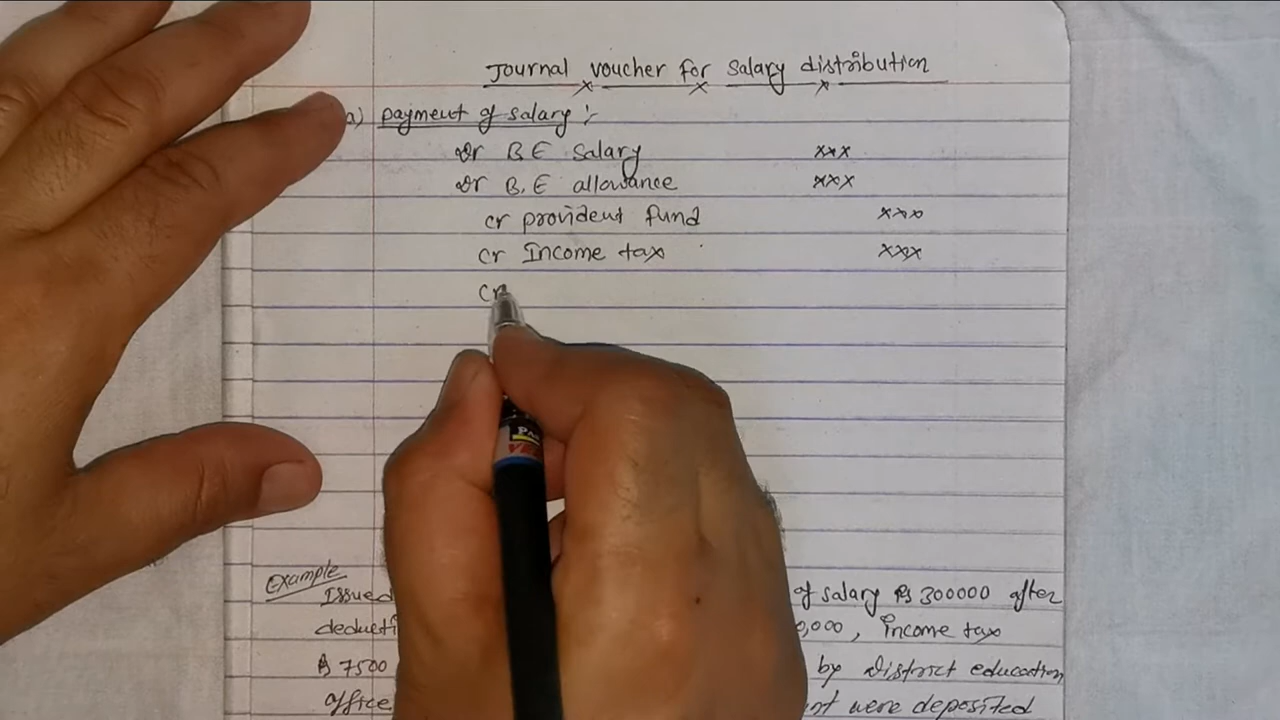 Journal voucher for salary distribution
a) payment of salary :-
Dr B.E salary xxx
Dr B.E allowance xxx
cr provident fund xxx
cr Income tax xxx
cr
Example
Issued of salary ₨ 300000 after
0,000, income tax
₨ 7500 by district education
office were deposited